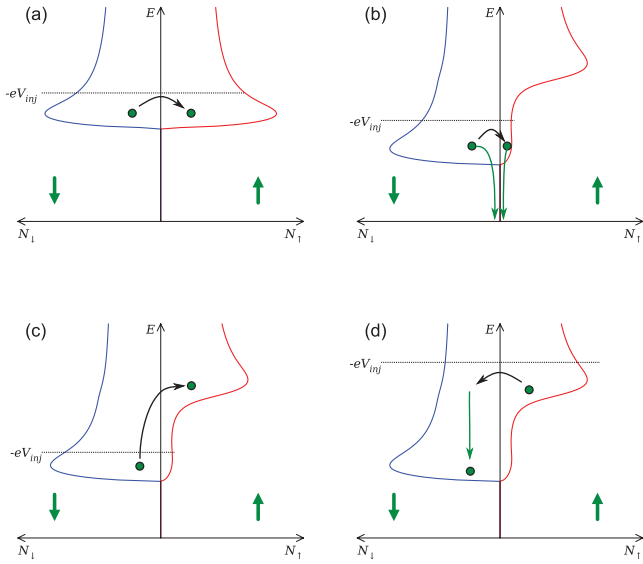 (a)
E
-eV_inj
N↓
N↑
(b)
E
-eV_inj
N↓
N↑
(c)
E
-eV_inj
N↓
N↑
(d)
E
-eV_inj
N↓
N↑